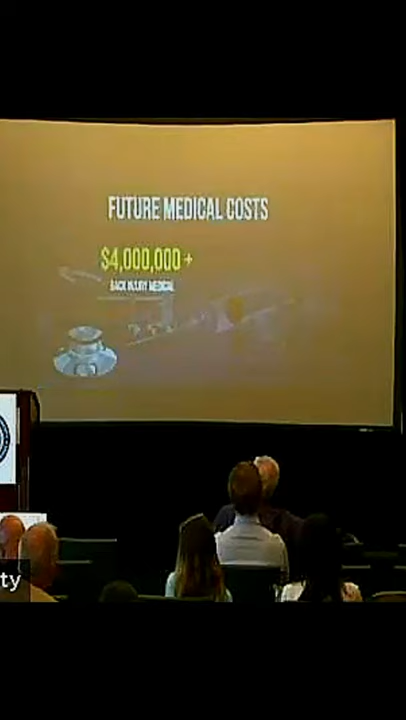 FUTURE MEDICAL COSTS
$4,000,000 +
BACK INJURY MEDICAL
ty